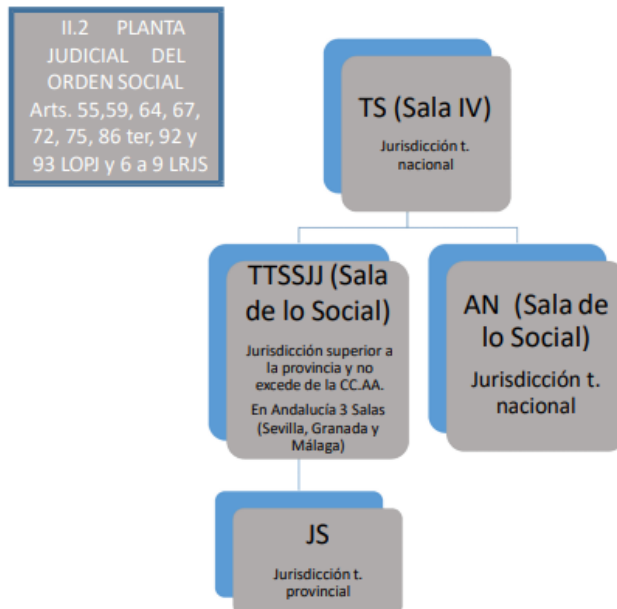 II.2 PLANTA
JUDICIAL DEL
ORDEN SOCIAL
Arts. 55,59, 64, 67,
72, 75, 86 ter, 92 y
93 LOPJ y 6 a 9 LRJS
TS (Sala IV)
Jurisdicción t.
nacional
TTSSJJ (Sala
de lo Social)
Jurisdicción superior a
la provincia y no
excede de la CC.AA.
En Andalucía 3 Salas
(Sevilla, Granada y
Málaga)
AN (Sala de
lo Social)
Jurisdicción t.
nacional
JS
Jurisdicción t.
provincial